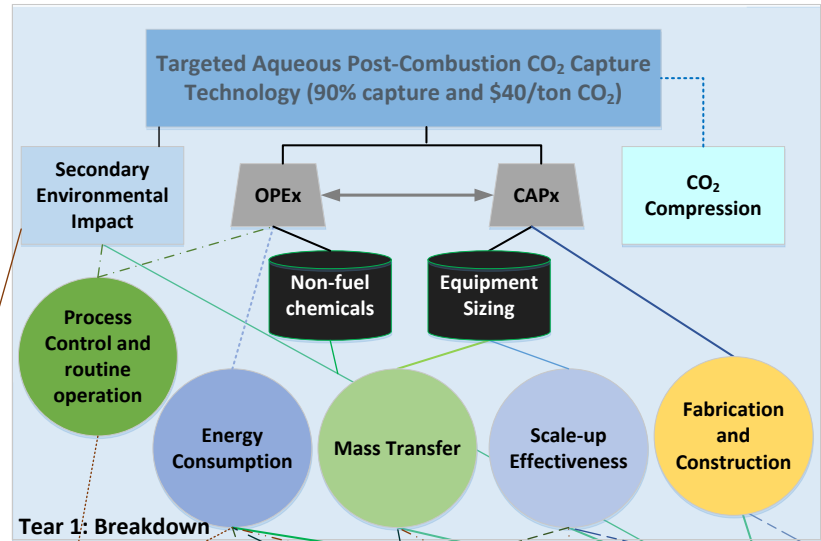 Targeted Aqueous Post-Combustion CO₂ Capture
Technology (90% capture and $40/ton CO₂)
Secondary
Environmental
Impact
OPEx
CAPx
CO₂
Compression
Non-fuel
chemicals
Equipment
Sizing
Process
Control and
routine
operation
Energy
Consumption
Mass Transfer
Scale-up
Effectiveness
Fabrication
and
Construction
Tear 1: Breakdown